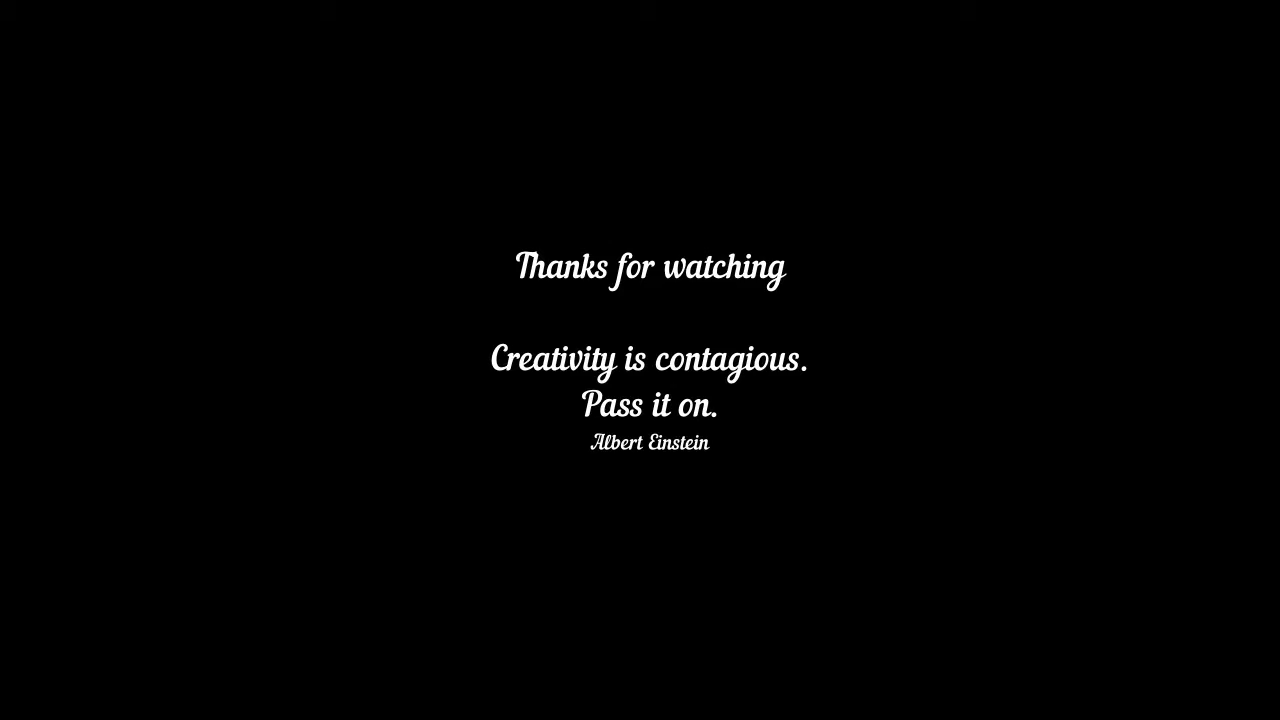 Thanks for watching
Creativity is contagious.
Pass it on.
Albert Einstein